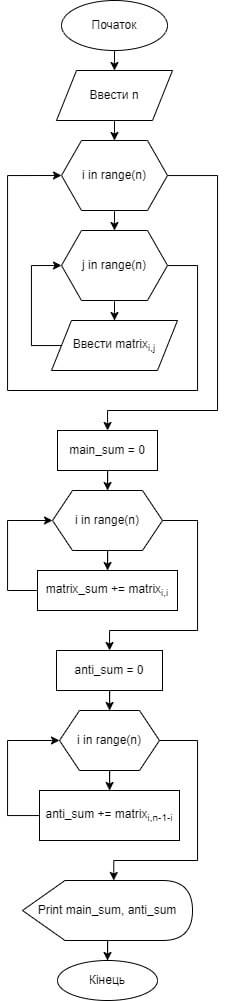 Початок
Ввести n
i in range(n)
j in range(n)
Ввести matrixi,j
main_sum = 0
i in range(n)
matrix_sum += matrixi,i
anti_sum = 0
i in range(n)
anti_sum += matrixi,n-1-i
Print main_sum, anti_sum
Кінець